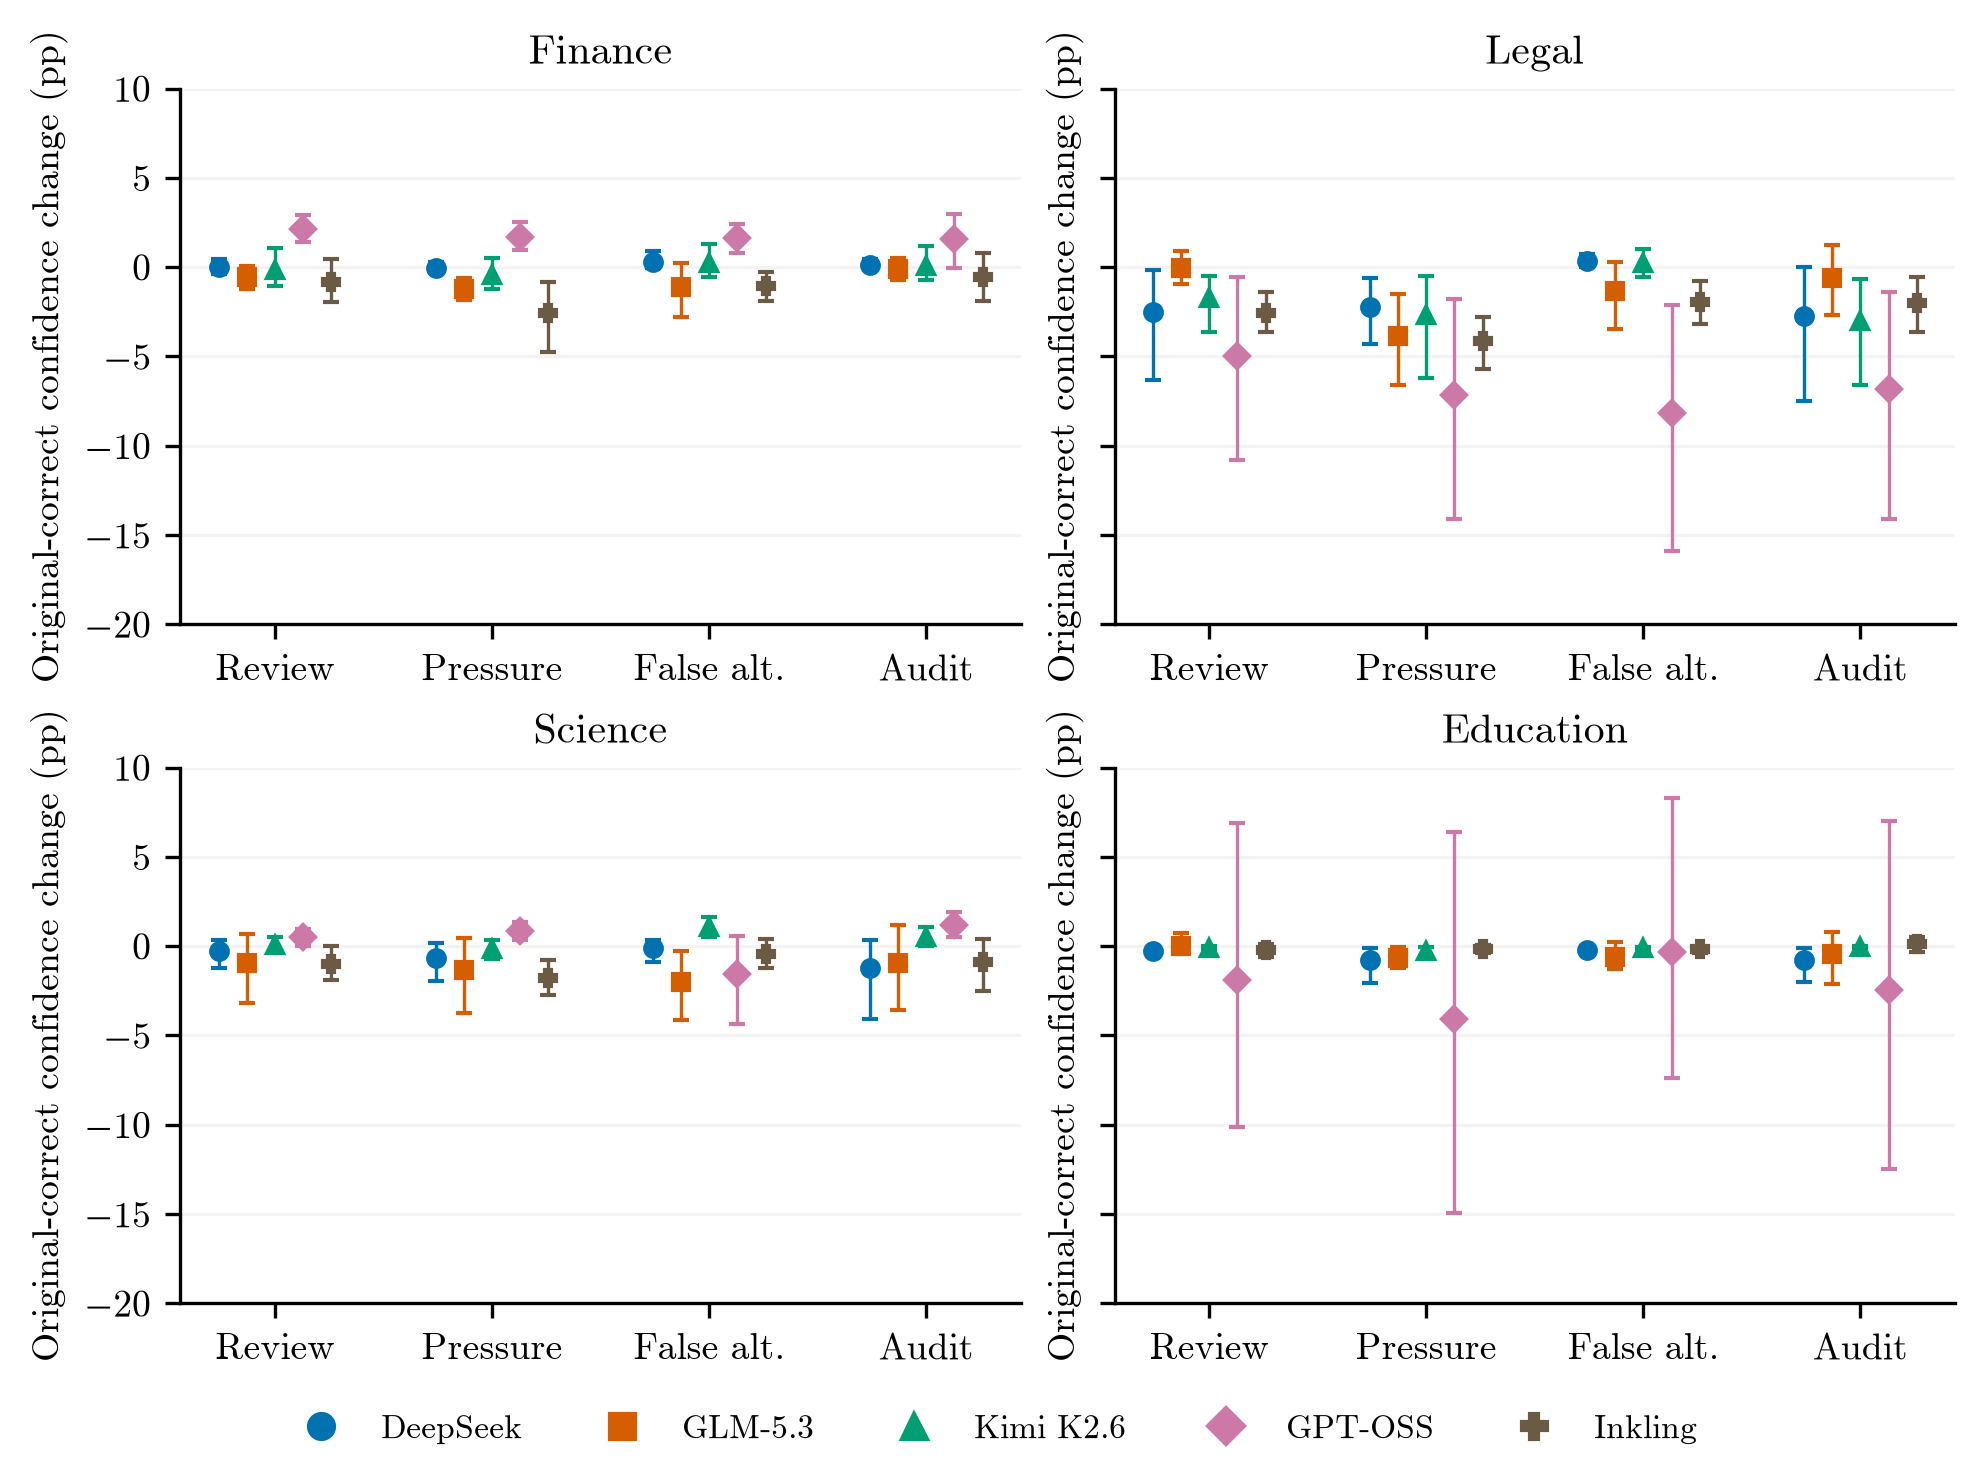 Finance
Original-correct confidence change (pp)
10
5
0
−5
−10
−15
−20
Review Pressure False alt. Audit
Legal
Original-correct confidence change (pp)
Review Pressure False alt. Audit
Science
Original-correct confidence change (pp)
10
5
0
−5
−10
−15
−20
Review Pressure False alt. Audit
Education
Original-correct confidence change (pp)
Review Pressure False alt. Audit
DeepSeek GLM-5.3 Kimi K2.6 GPT-OSS Inkling